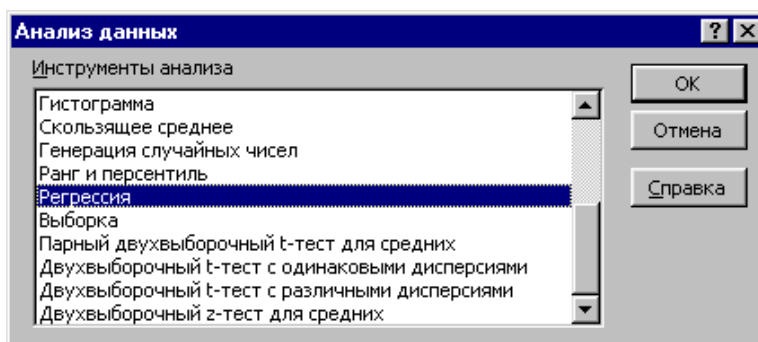 Анализ данных
Инструменты анализа
Гистограмма
Скользящее среднее
Генерация случайных чисел
Ранг и персентиль
Регрессия
Выборка
Парный двухвыборочный t-тест для средних
Двухвыборочный t-тест с одинаковыми дисперсиями
Двухвыборочный t-тест с различными дисперсиями
Двухвыборочный z-тест для средних
OK
Отмена
Справка